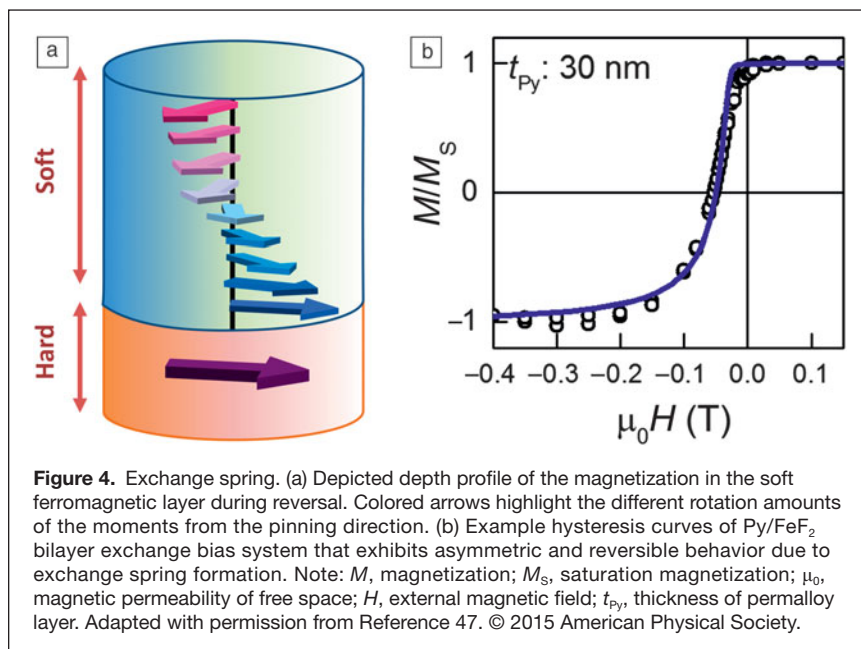 a
Soft
Hard
b
t_Py: 30 nm
M/M_S
1
0
−1
−0.4 −0.3 −0.2 −0.1 0.0 0.1
μ₀H (T)
Figure 4. Exchange spring. (a) Depicted depth profile of the magnetization in the soft
ferromagnetic layer during reversal. Colored arrows highlight the different rotation amounts
of the moments from the pinning direction. (b) Example hysteresis curves of Py/FeF₂
bilayer exchange bias system that exhibits asymmetric and reversible behavior due to
exchange spring formation. Note: M, magnetization; M_S, saturation magnetization; μ₀,
magnetic permeability of free space; H, external magnetic field; t_Py, thickness of permalloy
layer. Adapted with permission from Reference 47. © 2015 American Physical Society.